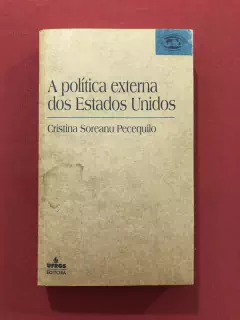 A política externa
dos Estados Unidos
Cristina Soreanu Pecequilo
UFRGS
EDITORA